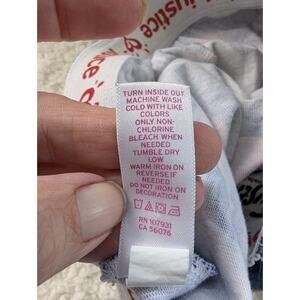 justice
TURN INSIDE OUT
MACHINE WASH
COLD WITH LIKE
COLORS
ONLY NON-
CHLORINE
BLEACH WHEN
NEEDED
TUMBLE DRY
LOW
WARM IRON ON
REVERSE IF
NEEDED
DO NOT IRON ON
DECORATION
RN 107931
CA 56076